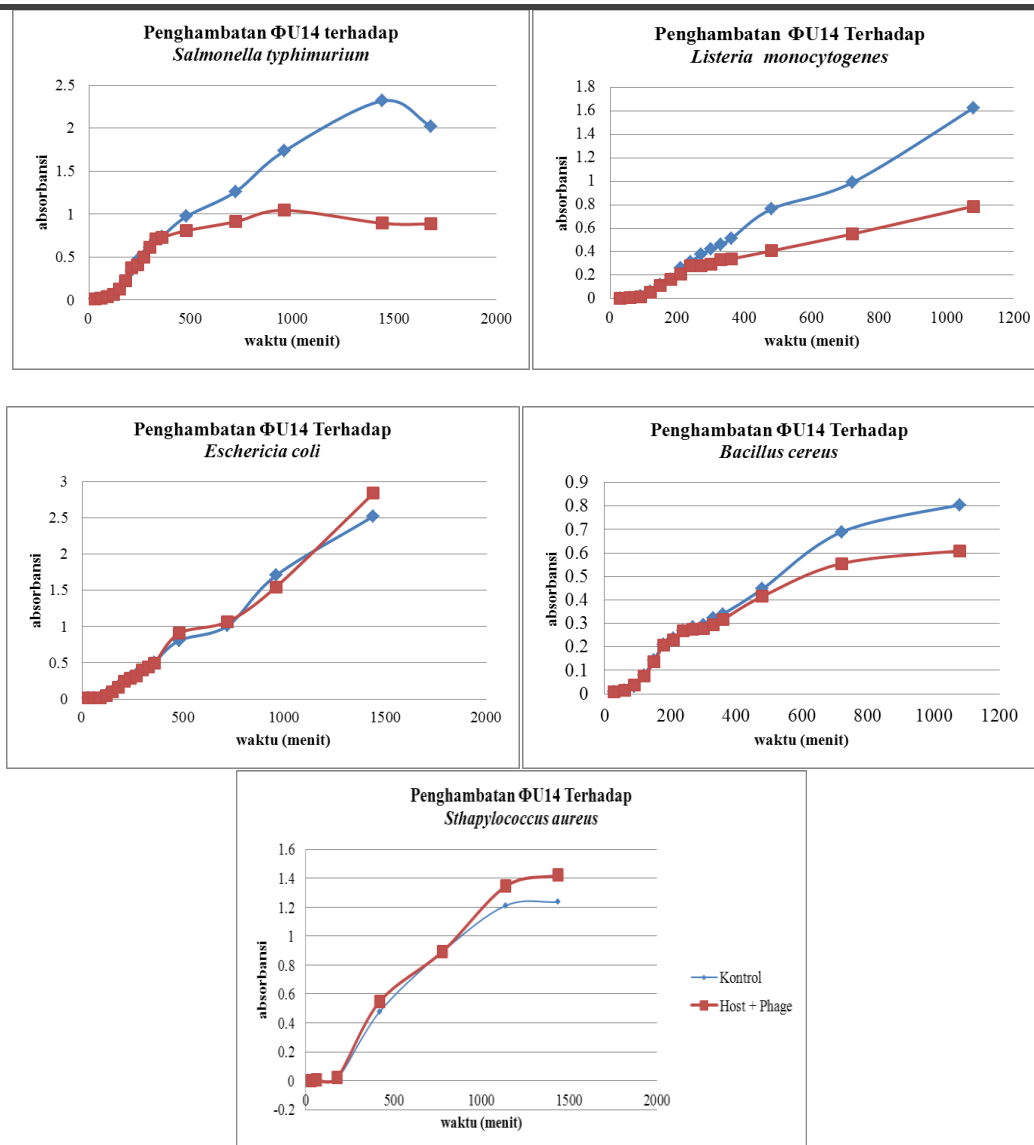 Penghambatan ΦU14 terhadap
Salmonella typhimurium
absorbansi
2.5
2
1.5
1
0.5
0
0 500 1000 1500 2000
waktu (menit)
Penghambatan ΦU14 Terhadap
Listeria monocytogenes
absorbansi
1.8
1.6
1.4
1.2
1
0.8
0.6
0.4
0.2
0
0 200 400 600 800 1000 1200
waktu (menit)
Penghambatan ΦU14 Terhadap
Eschericia coli
absorbansi
3
2.5
2
1.5
1
0.5
0
0 500 1000 1500 2000
waktu (menit)
Penghambatan ΦU14 Terhadap
Bacillus cereus
absorbansi
0.9
0.8
0.7
0.6
0.5
0.4
0.3
0.2
0.1
0
0 200 400 600 800 1000 1200
waktu (menit)
Penghambatan ΦU14 Terhadap
Sthapylococcus aureus
absorbansi
1.6
1.4
1.2
1
0.8
0.6
0.4
0.2
0
-0.2
0 500 1000 1500 2000
waktu (menit)
Kontrol
Host + Phage